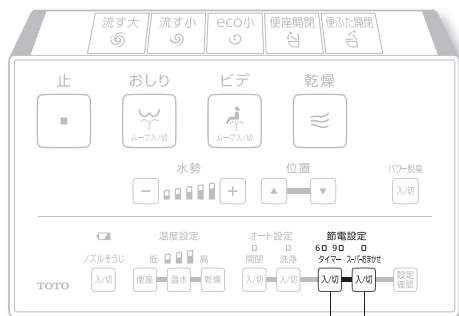 流す大 流す小 eco小 便座開閉 便ふた開閉
止 おしり ビデ 乾燥
ムーブ入/切 ムーブ入/切
水勢 位置 パワー脱臭
− + ▲ ▼ 入/切
温度設定 オート設定 節電設定
6 9
ノズルそうじ 低 高 開閉 洗浄 タイマー スーパーおまかせ
TOTO 入/切 便座 温水 乾燥 入/切 入/切 入/切 入/切 設定
確認